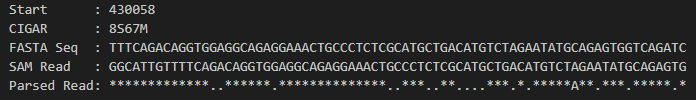 Start      : 430058
CIGAR      : 8S67M
FASTA Seq  : TTTCAGACAGGTGGAGGCAGAGGAAACTGCCCTCTCGCATGCTGACATGTCTAGAATATGCAGAGTGGTCAGATC
SAM Read   : GGCATTGTTTTCAGACAGGTGGAGGCAGAGGAAACTGCCCTCTCGCATGCTGACATGTCTAGAATATGCAGAGTG
Parsed Read: *************..******.**************..***..**....***.*.*****A**.***.*****.*